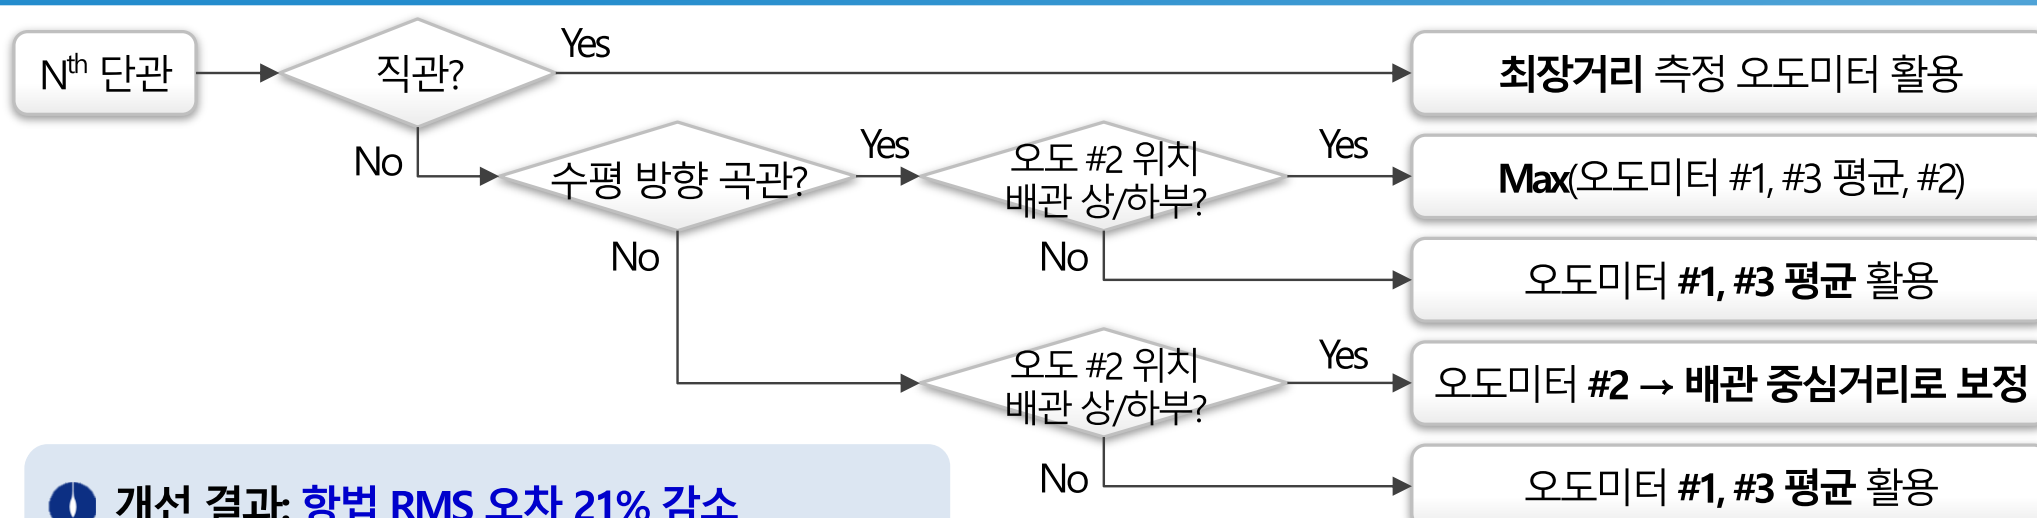 N^th 단관
직관?
Yes
최장거리 측정 오도미터 활용
No
수평 방향 곡관?
Yes
오도 #2 위치
배관 상/하부?
Yes
Max(오도미터 #1, #3 평균, #2)
No
No
오도미터 #1, #3 평균 활용
오도 #2 위치
배관 상/하부?
Yes
오도미터 #2 → 배관 중심거리로 보정
No
오도미터 #1, #3 평균 활용
개선 결과: 항법 RMS 오차 21% 감소